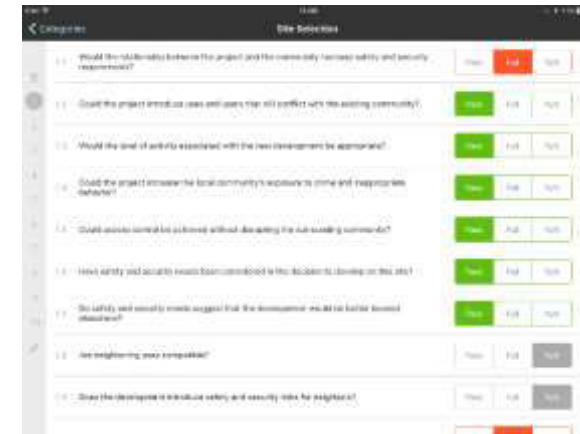 Categories
Site Selection
Would the relationship between the project and the community increase safety and security
requirements?
Pass Fail N/A
Could the project introduce uses and users that will conflict with the existing community?
Pass Fail N/A
Would the level of activity associated with the new development be appropriate?
Pass Fail N/A
Could the project increase the local community's exposure to crime and inappropriate
behavior?
Pass Fail N/A
Could access control be achieved without disrupting the surrounding community?
Pass Fail N/A
Have safety and security needs been considered in the decision to develop on this site?
Pass Fail N/A
Do safety and security needs suggest that the development would be better located
elsewhere?
Pass Fail N/A
Are neighboring uses compatible?
Pass Fail N/A
Does the development introduce safety and security risks for neighbors?
Pass Fail N/A